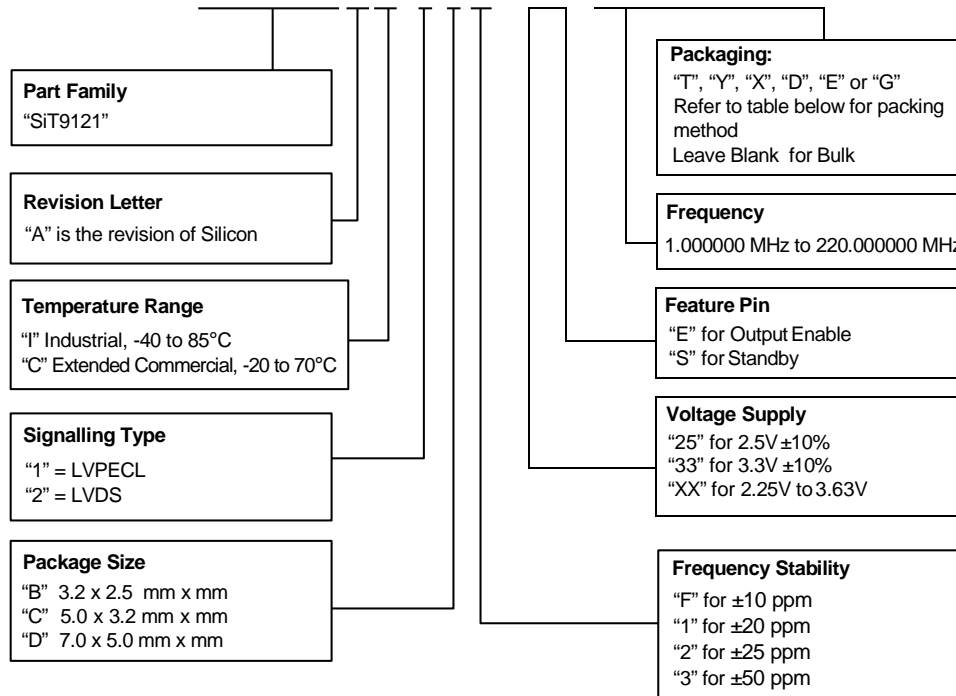 Part Family
“SiT9121”
Revision Letter
“A” is the revision of Silicon
Temperature Range
“I” Industrial, -40 to 85°C
“C” Extended Commercial, -20 to 70°C
Signalling Type
“1” = LVPECL
“2” = LVDS
Package Size
“B” 3.2 x 2.5 mm x mm
“C” 5.0 x 3.2 mm x mm
“D” 7.0 x 5.0 mm x mm
Packaging:
“T”, “Y”, “X”, “D”, “E” or “G”
Refer to table below for packing
method
Leave Blank for Bulk
Frequency
1.000000 MHz to 220.000000 MHz
Feature Pin
“E” for Output Enable
“S” for Standby
Voltage Supply
“25” for 2.5V ±10%
“33” for 3.3V ±10%
“XX” for 2.25V to 3.63V
Frequency Stability
“F” for ±10 ppm
“1” for ±20 ppm
“2” for ±25 ppm
“3” for ±50 ppm